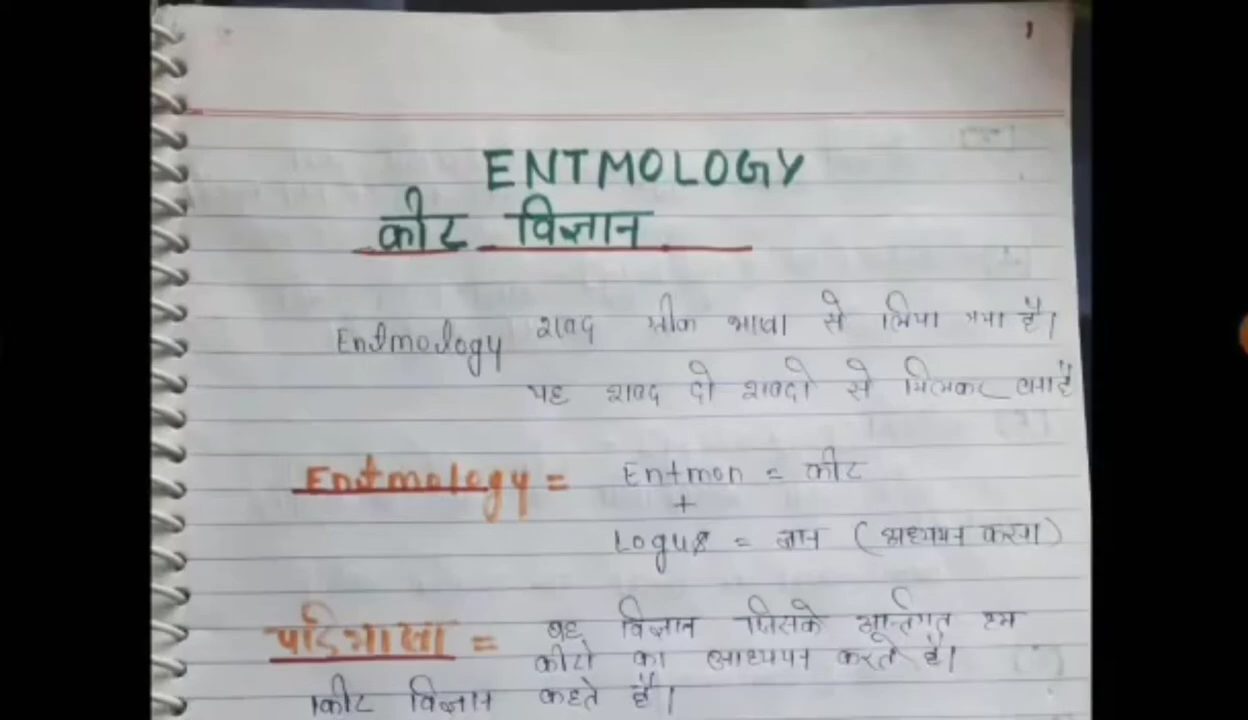 1
ENTMOLOGY
कीट विज्ञान
Entmology शब्द ग्रीक भाषा से लिया गया है।
यह शब्द दो शब्दो से मिलकर बना है
Entmology = Entmon = कीट
+
Logus = ज्ञान (अध्ययन करना)
परिभाषा = वह विज्ञान जिसके अन्तर्गत हम
कीटो का अध्ययन करते है।
कीट विज्ञान कहते है।